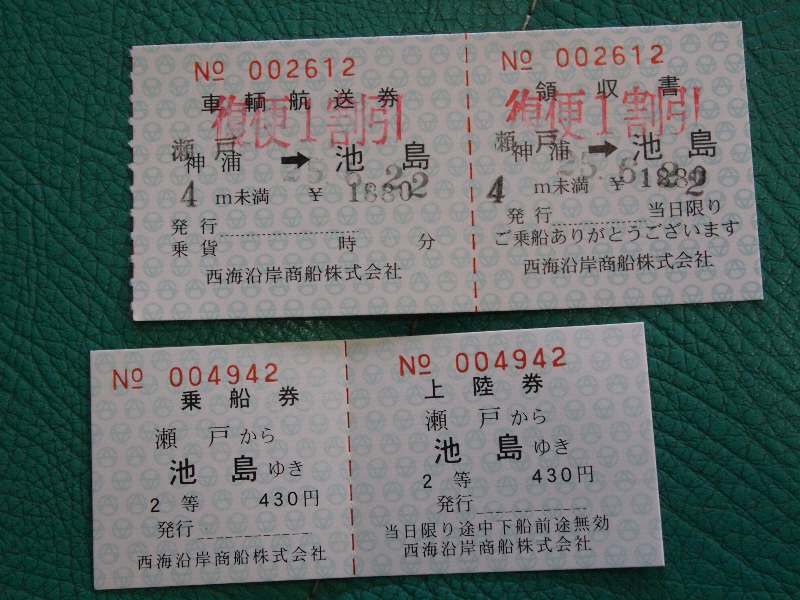 № 002612
車輌航送券
復便1割引
瀬戸
神浦 → 池島
4 m未満 ¥ 1880
発行
乗貨 時 分
西海沿岸商船株式会社
№ 002612
領収書
復便1割引
瀬戸
神浦 → 池島
4 m未満 ¥ 1880
発行 当日限り
ご乗船ありがとうございます
西海沿岸商船株式会社
№ 004942
乗船券
瀬戸から
池島ゆき
2等 430円
発行
西海沿岸商船株式会社
№ 004942
上陸券
瀬戸から
池島ゆき
2等 430円
発行
当日限り途中下船前途無効
西海沿岸商船株式会社